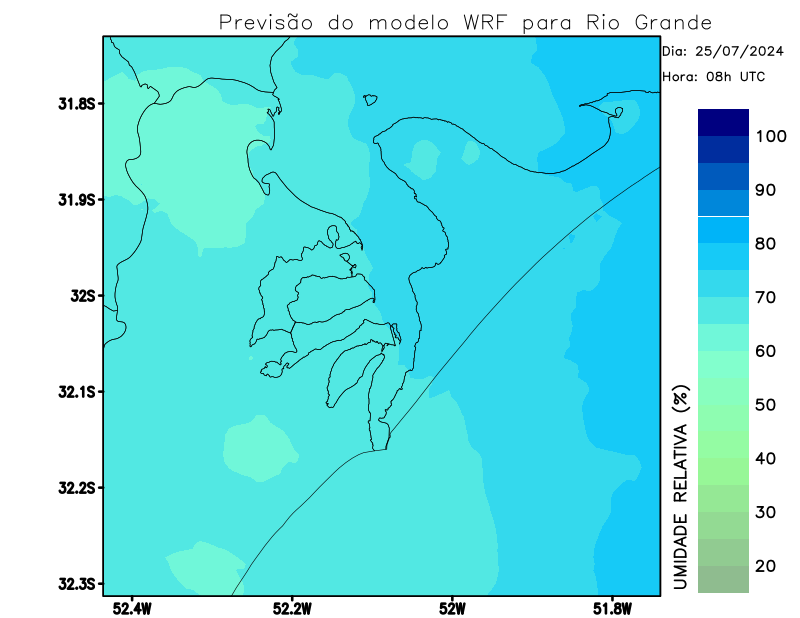 Previsão do modelo WRF para Rio Grande
Dia: 25/07/2024
Hora: 08h UTC
31.8S
31.9S
32S
32.1S
32.2S
32.3S
52.4W
52.2W
52W
51.8W
100
90
80
70
60
50
40
30
20
UMIDADE RELATIVA (%)